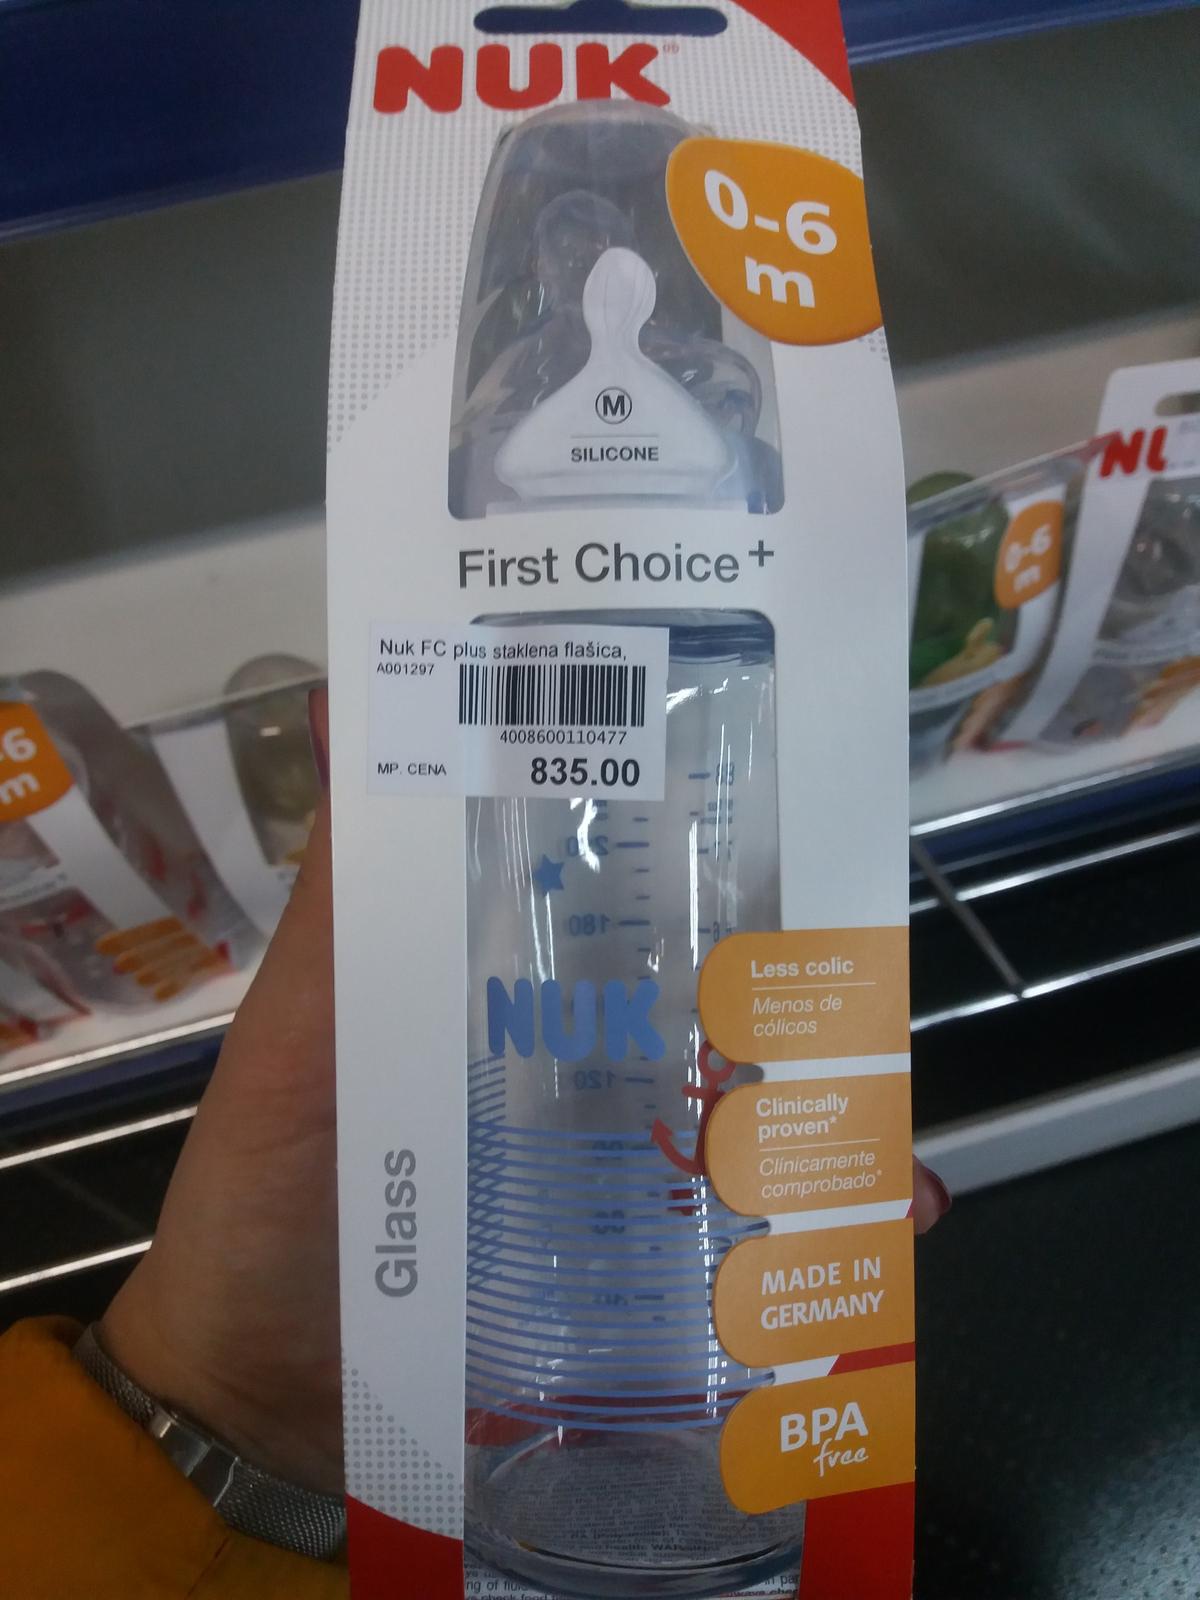 NUK
0-6
m
M
SILICONE
First Choice+
Nuk FC plus staklena flašica,
A001297
4008600110477
MP. CENA 835.00
180
NUK
120
Less colic
Menos de
cólicos
Clinically
proven*
Clínicamente
comprobado*
MADE IN
GERMANY
BPA
free
Glass
0-6
m
-6
m